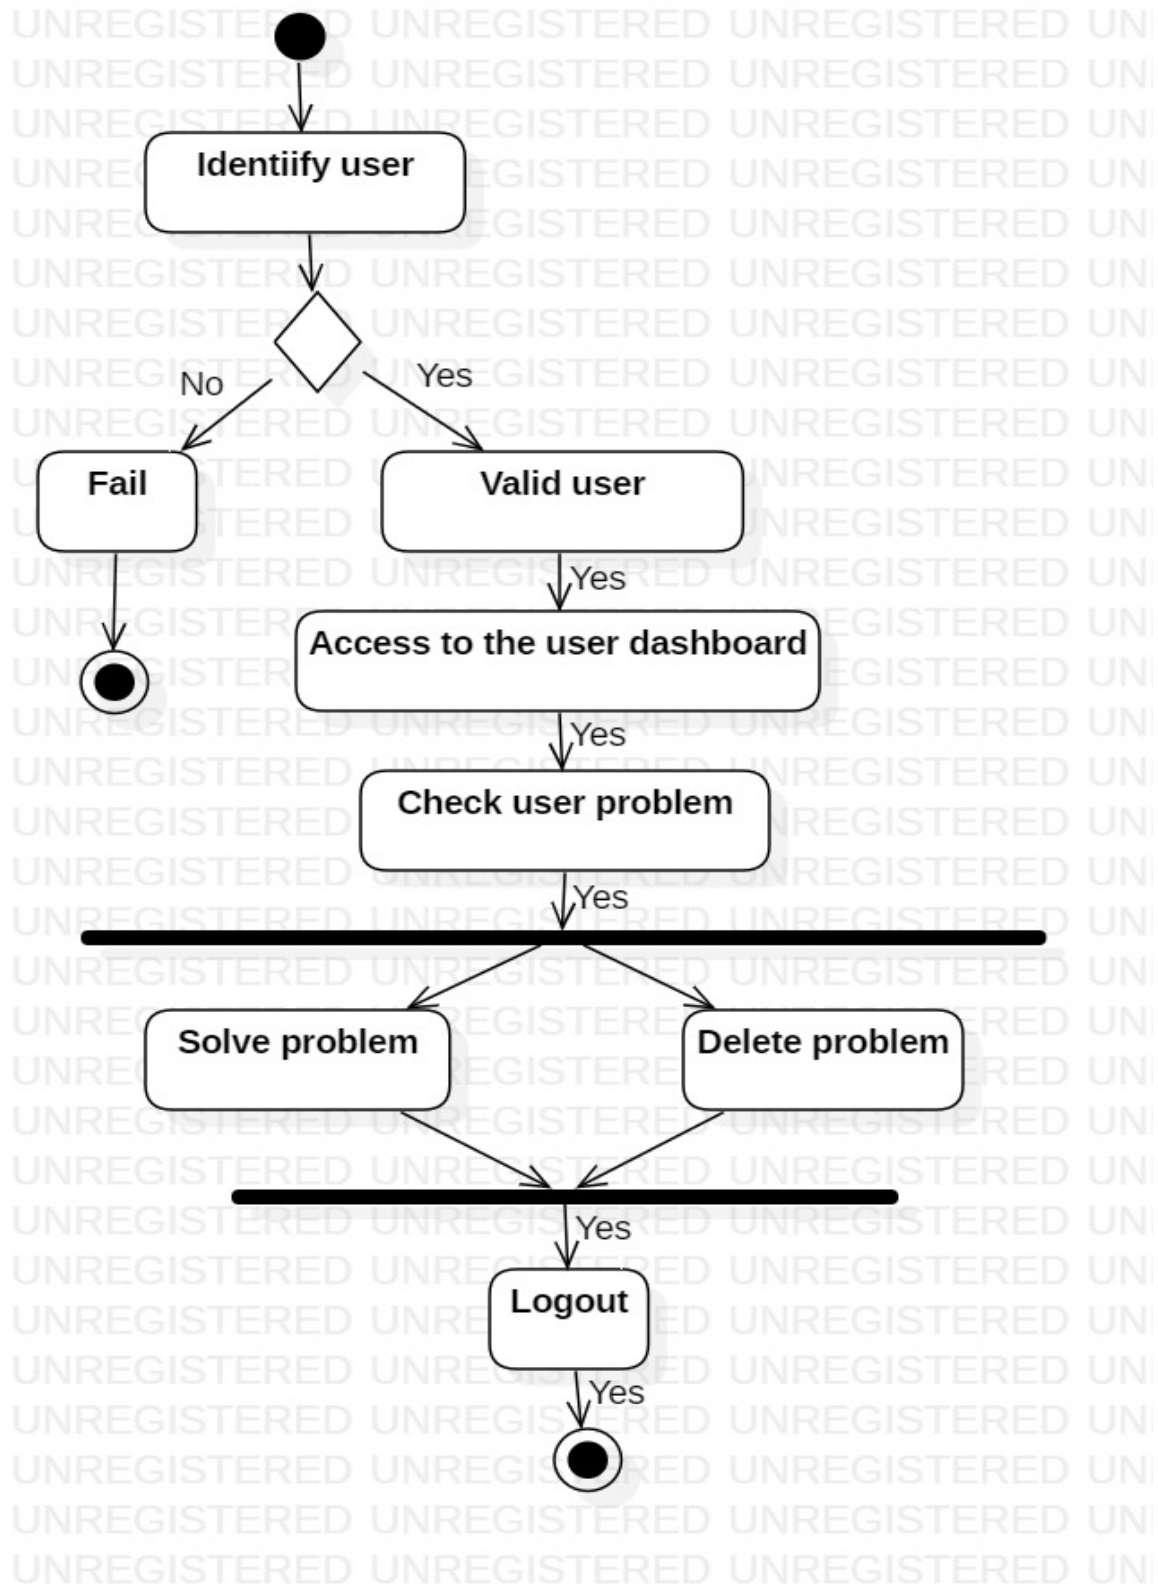 Identiify user
No
Yes
Fail
Valid user
Yes
Access to the user dashboard
Yes
Check user problem
Yes
Solve problem
Delete problem
Yes
Logout
Yes
UNREGISTERED